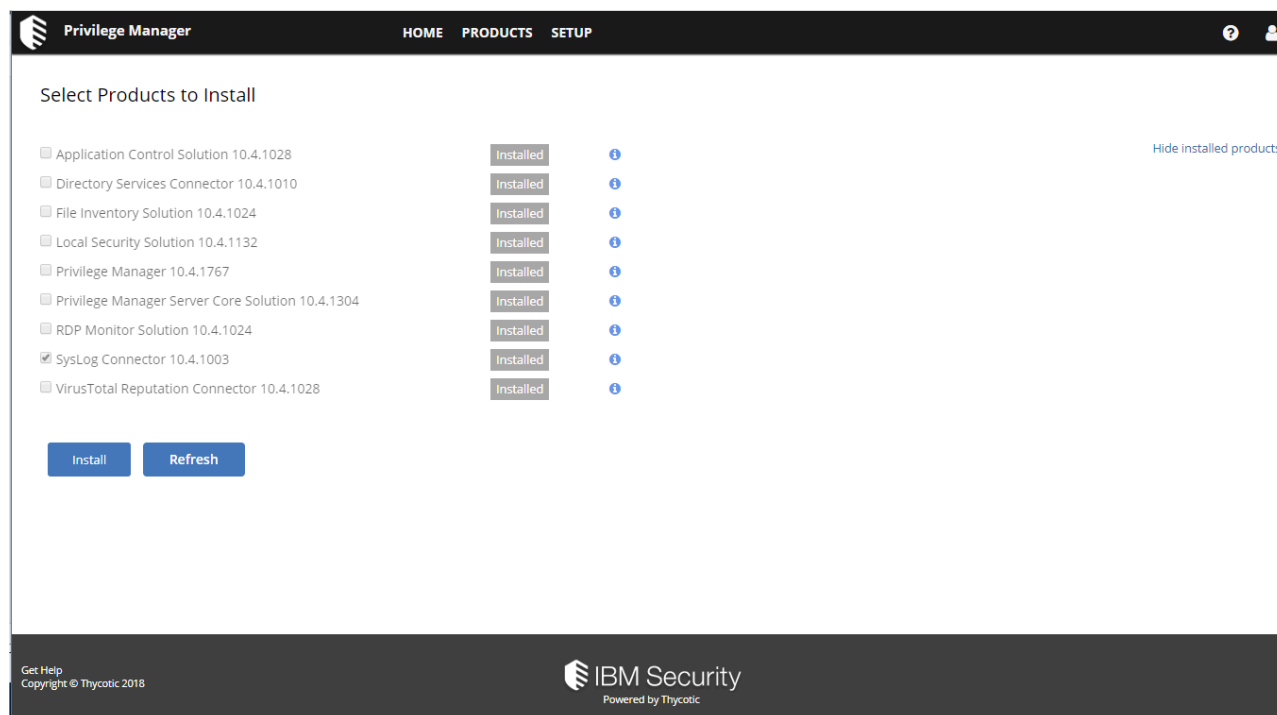 Privilege Manager HOME PRODUCTS SETUP
Select Products to Install
Application Control Solution 10.4.1028 Installed
Hide installed products
Directory Services Connector 10.4.1010 Installed
File Inventory Solution 10.4.1024 Installed
Local Security Solution 10.4.1132 Installed
Privilege Manager 10.4.1767 Installed
Privilege Manager Server Core Solution 10.4.1304 Installed
RDP Monitor Solution 10.4.1024 Installed
SysLog Connector 10.4.1003 Installed
VirusTotal Reputation Connector 10.4.1028 Installed
Install Refresh
Get Help
Copyright © Thycotic 2018
IBM Security
Powered by Thycotic